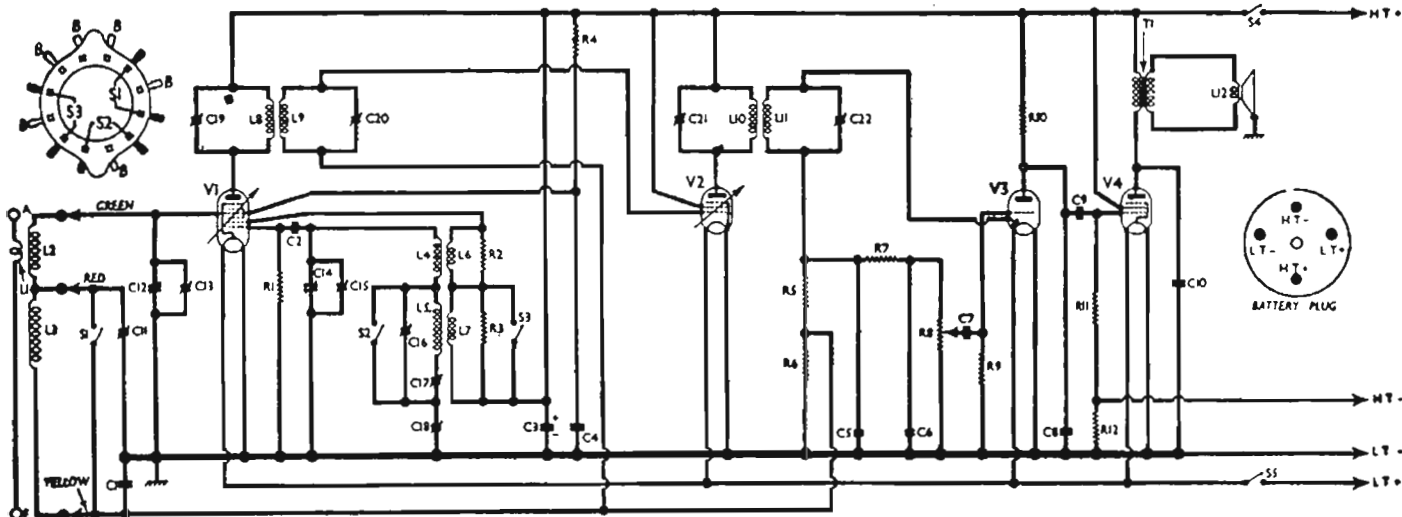 B
B
B
B
B
B
S1
S3
S2
C19
L8
L9
C20
R4
C21
L10
L11
C22
S4
HT+
T1
L12
R10
V1
V2
V3
V4
C9
A
GREEN
L2
L1
RED
L3
S1
C11
C12
C13
R1
C2
C14
C15
L4
L6
R2
S2
C16
L5
L7
R3
S3
C17
C18
C3
+
−
C4
R5
R6
R7
C5
C6
R8
C7
R9
C8
R11
R12
C10
HT-
LT-
LT+
HT+
BATTERY PLUG
HT-
LT-
S5
LT+
YELLOW
C1
E